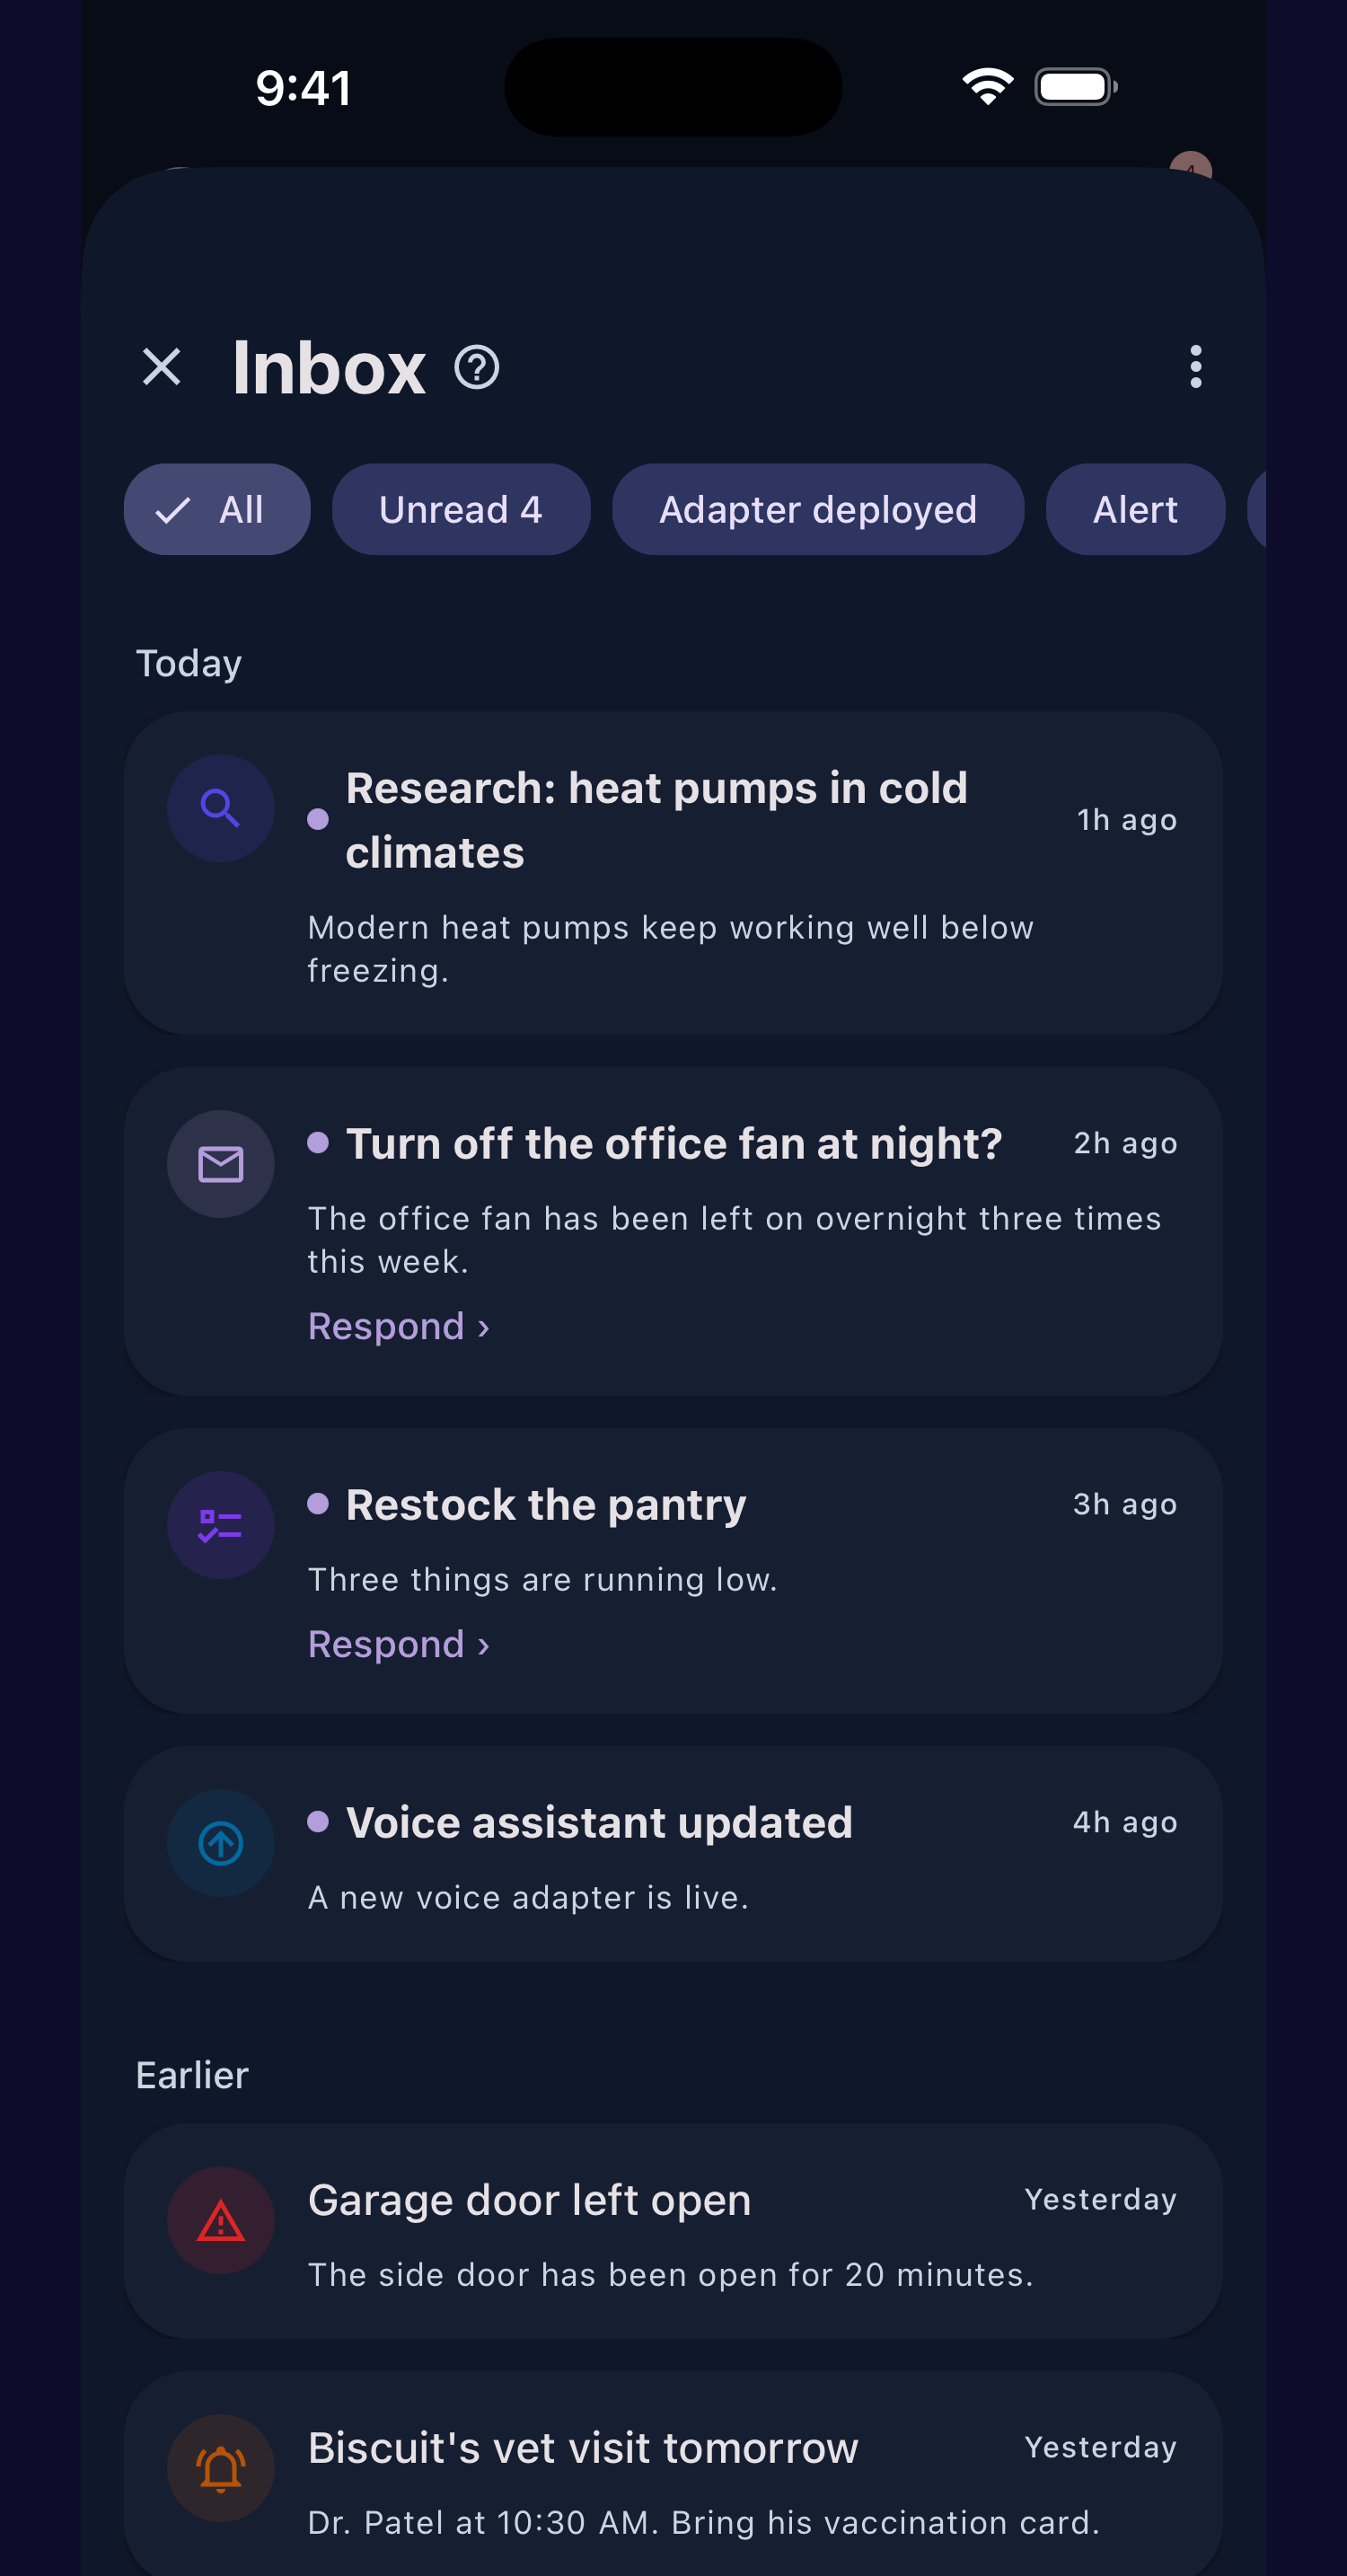 9:41
Inbox
All
Unread 4
Adapter deployed
Alert
Today
Research: heat pumps in cold
climates
1h ago
Modern heat pumps keep working well below
freezing.
Turn off the office fan at night?
2h ago
The office fan has been left on overnight three times
this week.
Respond ›
Restock the pantry
3h ago
Three things are running low.
Respond ›
Voice assistant updated
4h ago
A new voice adapter is live.
Earlier
Garage door left open
Yesterday
The side door has been open for 20 minutes.
Biscuit's vet visit tomorrow
Yesterday
Dr. Patel at 10:30 AM. Bring his vaccination card.